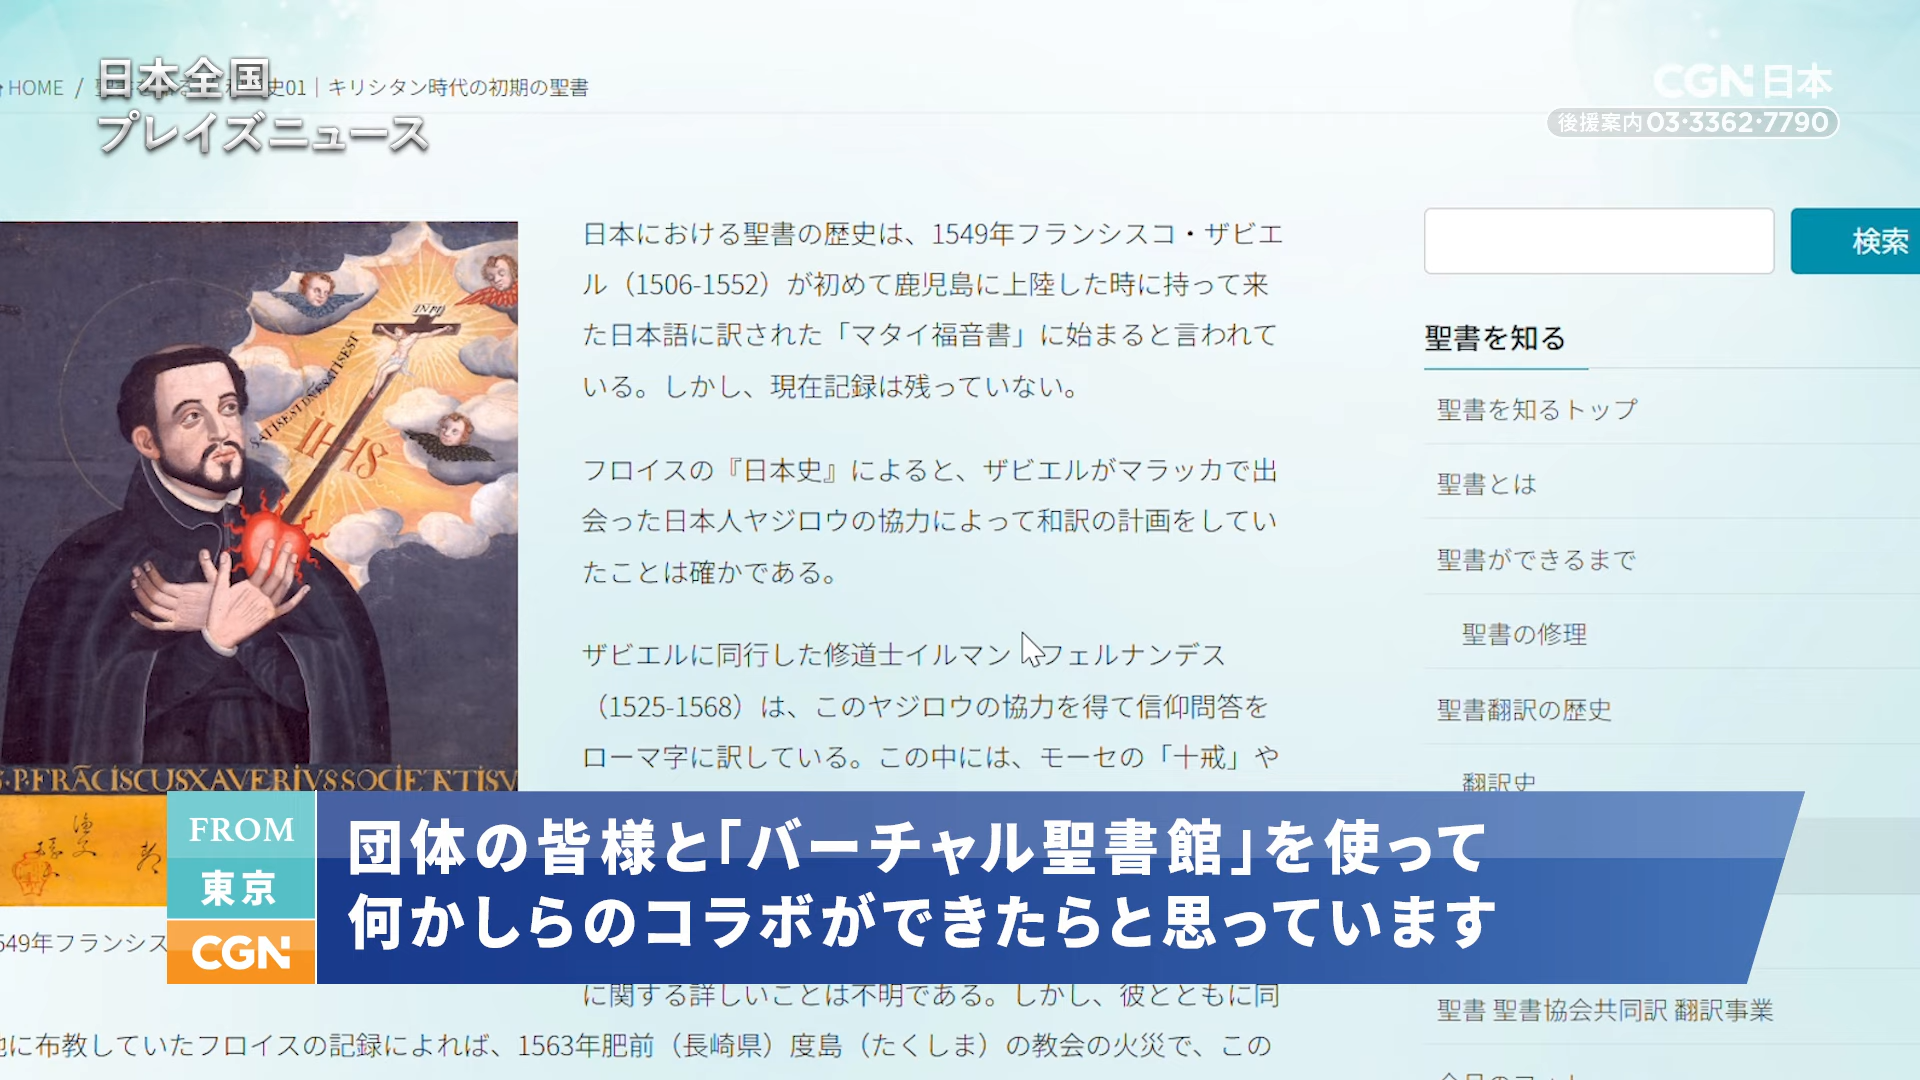 日本全国
プレイズニュース
CGN日本
後援案内03·3362·7790
HOME / 史01｜キリシタン時代の初期の聖書
日本における聖書の歴史は、1549年フランシスコ・ザビエ
ル（1506-1552）が初めて鹿児島に上陸した時に持って来
た日本語に訳された「マタイ福音書」に始まると言われて
いる。しかし、現在記録は残っていない。
フロイスの『日本史』によると、ザビエルがマラッカで出
会った日本人ヤジロウの協力によって和訳の計画をしてい
たことは確かである。
ザビエルに同行した修道士イルマン フェルナンデス
（1525-1568）は、このヤジロウの協力を得て信仰問答を
ローマ字に訳している。この中には、モーセの「十戒」や
INRI
SATISEST DNE SATISEST
IHS
S·P·FRÃCISCUSXAVERIVSSOCIETATISV
検索
聖書を知る
聖書を知るトップ
聖書とは
聖書ができるまで
聖書の修理
聖書翻訳の歴史
翻訳史
FROM
東京
CGN
団体の皆様と「バーチャル聖書館」を使って
何かしらのコラボができたらと思っています
549年フランシス
に関する詳しいことは不明である。しかし、彼とともに同
に布教していたフロイスの記録によれば、1563年肥前（長崎県）度島（たくしま）の教会の火災で、この
聖書 聖書協会共同訳 翻訳事業